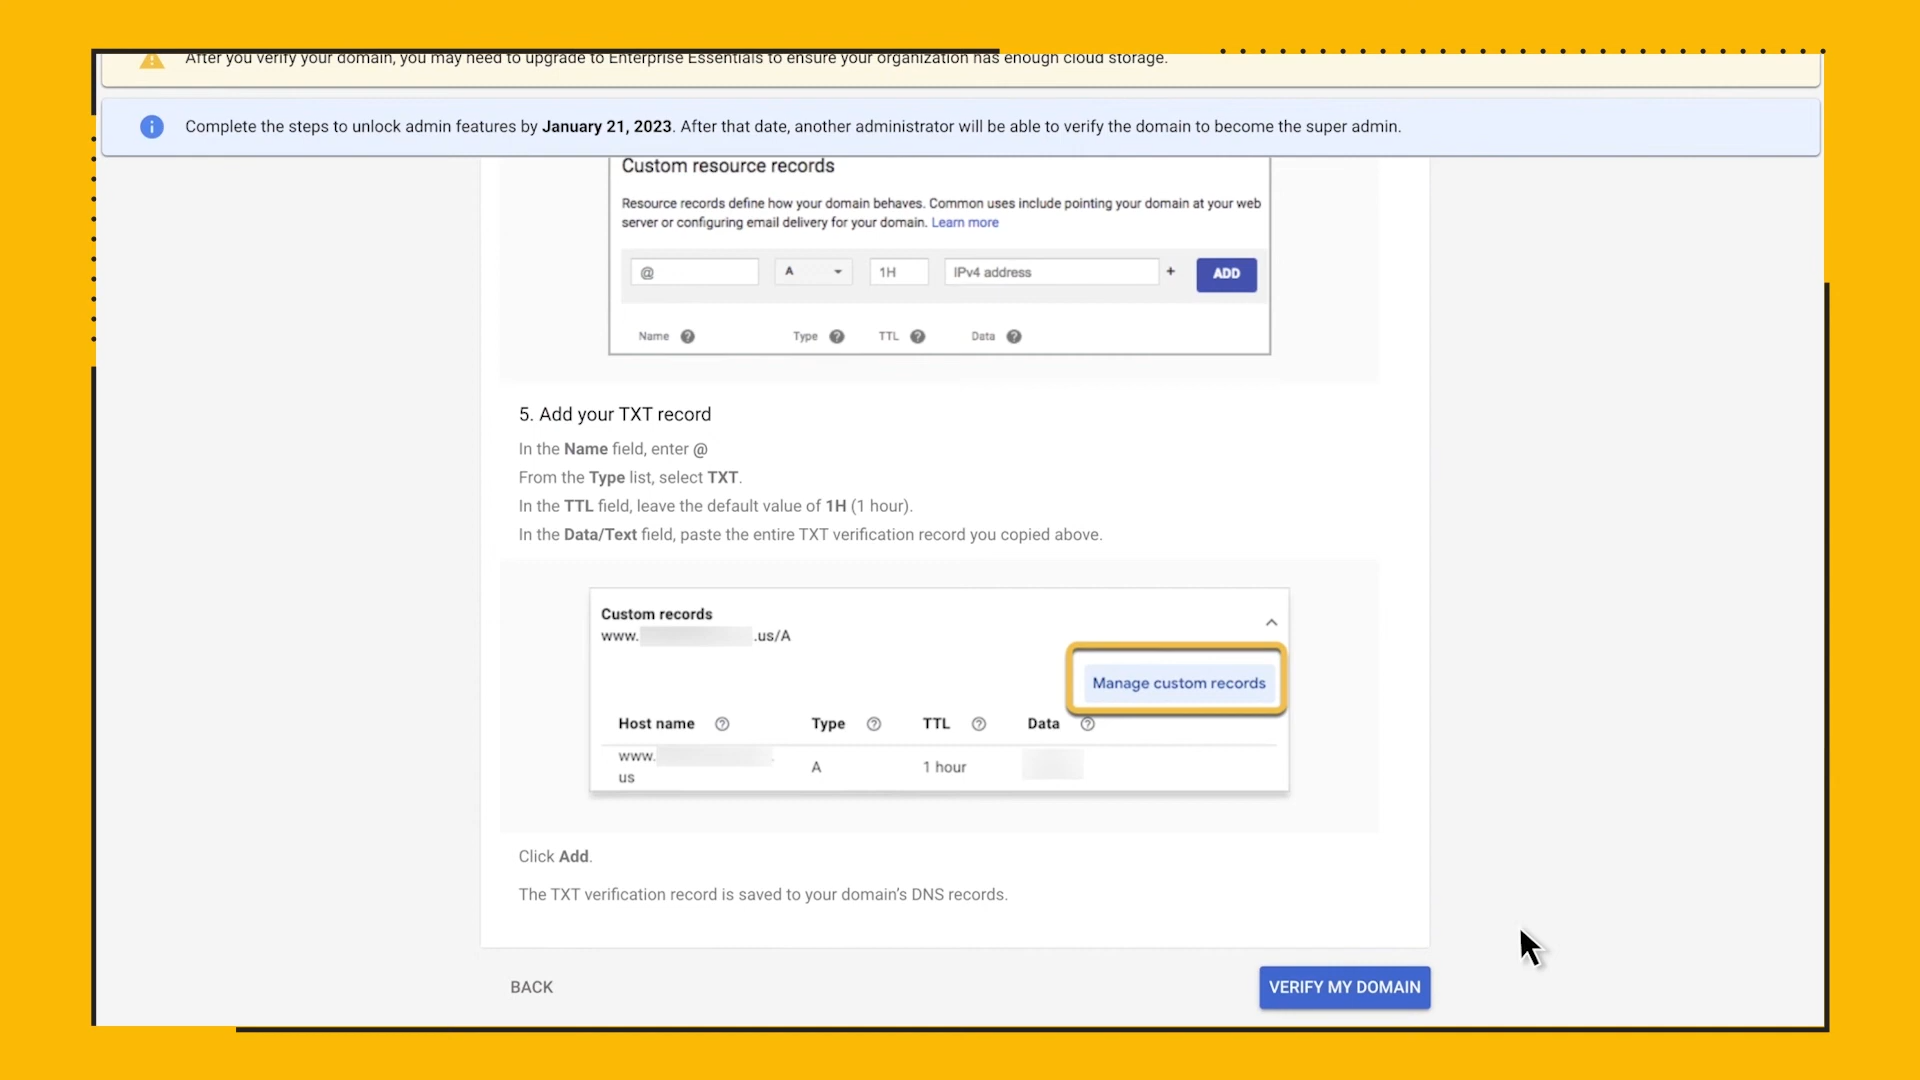 After you verify your domain, you may need to upgrade to Enterprise Essentials to ensure your organization has enough cloud storage.
Complete the steps to unlock admin features by January 21, 2023. After that date, another administrator will be able to verify the domain to become the super admin.
Custom resource records
Resource records define how your domain behaves. Common uses include pointing your domain at your web
server or configuring email delivery for your domain. Learn more
@ A 1H IPv4 address + ADD
Name ? Type ? TTL ? Data ?
5. Add your TXT record
In the Name field, enter @
From the Type list, select TXT.
In the TTL field, leave the default value of 1H (1 hour).
In the Data/Text field, paste the entire TXT verification record you copied above.
Custom records
www. .us/A
Manage custom records
Host name ? Type ? TTL ? Data ?
www. .
us A 1 hour
Click Add.
The TXT verification record is saved to your domain's DNS records.
BACK VERIFY MY DOMAIN